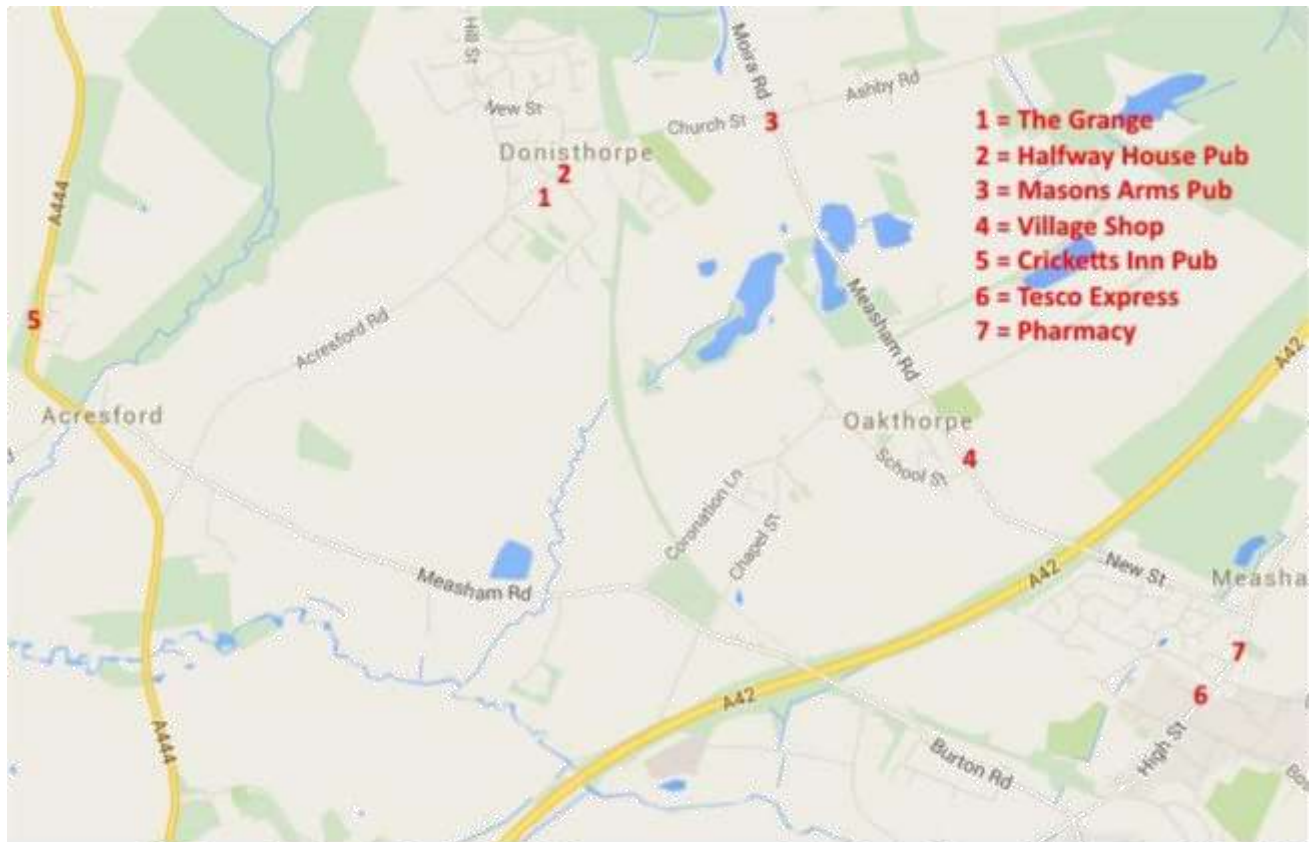 Hill St
Moira Rd
Ashby Rd
New St
Church St
3
1 = The Grange
2 = Halfway House Pub
3 = Masons Arms Pub
4 = Village Shop
5 = Cricketts Inn Pub
6 = Tesco Express
7 = Pharmacy
Donisthorpe
2
1
A444
5
Acresford Rd
Measham Rd
A42
Acresford
Oakthorpe
4
School St
Coronation Ln
Chapel St
Measham Rd
A42
New St
Measha
7
6
A42
A444
High St
Burton Rd